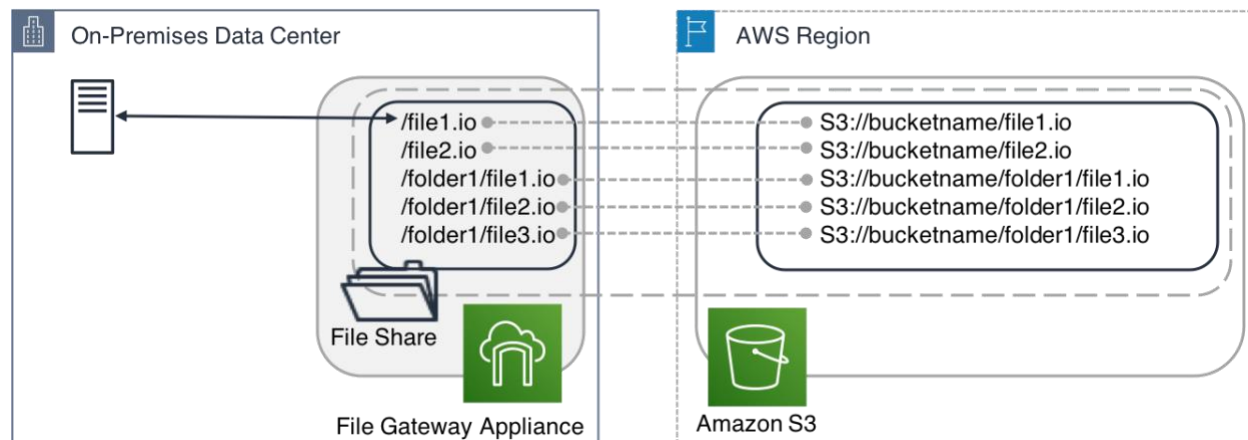 On-Premises Data Center
/file1.io
/file2.io
/folder1/file1.io
/folder1/file2.io
/folder1/file3.io
File Share
File Gateway Appliance
AWS Region
S3://bucketname/file1.io
S3://bucketname/file2.io
S3://bucketname/folder1/file1.io
S3://bucketname/folder1/file2.io
S3://bucketname/folder1/file3.io
Amazon S3